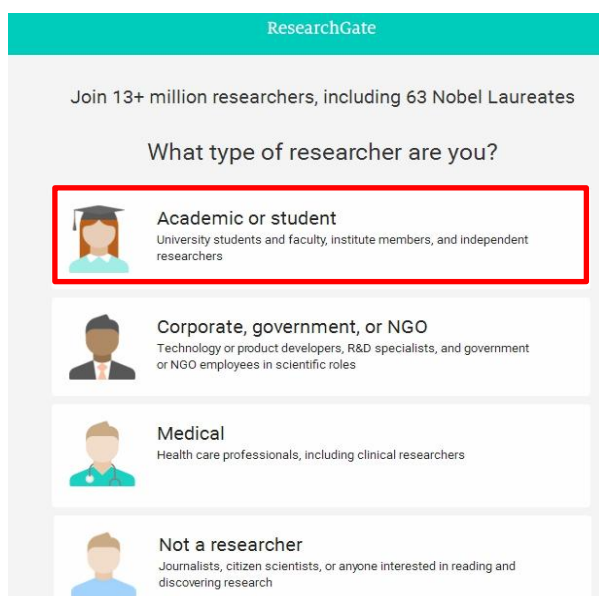 ResearchGate
Join 13+ million researchers, including 63 Nobel Laureates
What type of researcher are you?
Academic or student
University students and faculty, institute members, and independent
researchers
Corporate, government, or NGO
Technology or product developers, R&D specialists, and government
or NGO employees in scientific roles
Medical
Health care professionals, including clinical researchers
Not a researcher
Journalists, citizen scientists, or anyone interested in reading and
discovering research